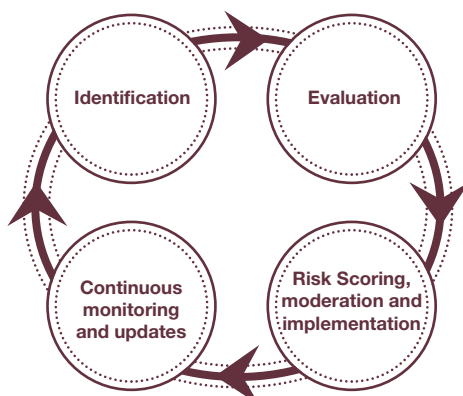 Identification
Evaluation
Risk Scoring,
moderation and
implementation
Continuous
monitoring
and updates